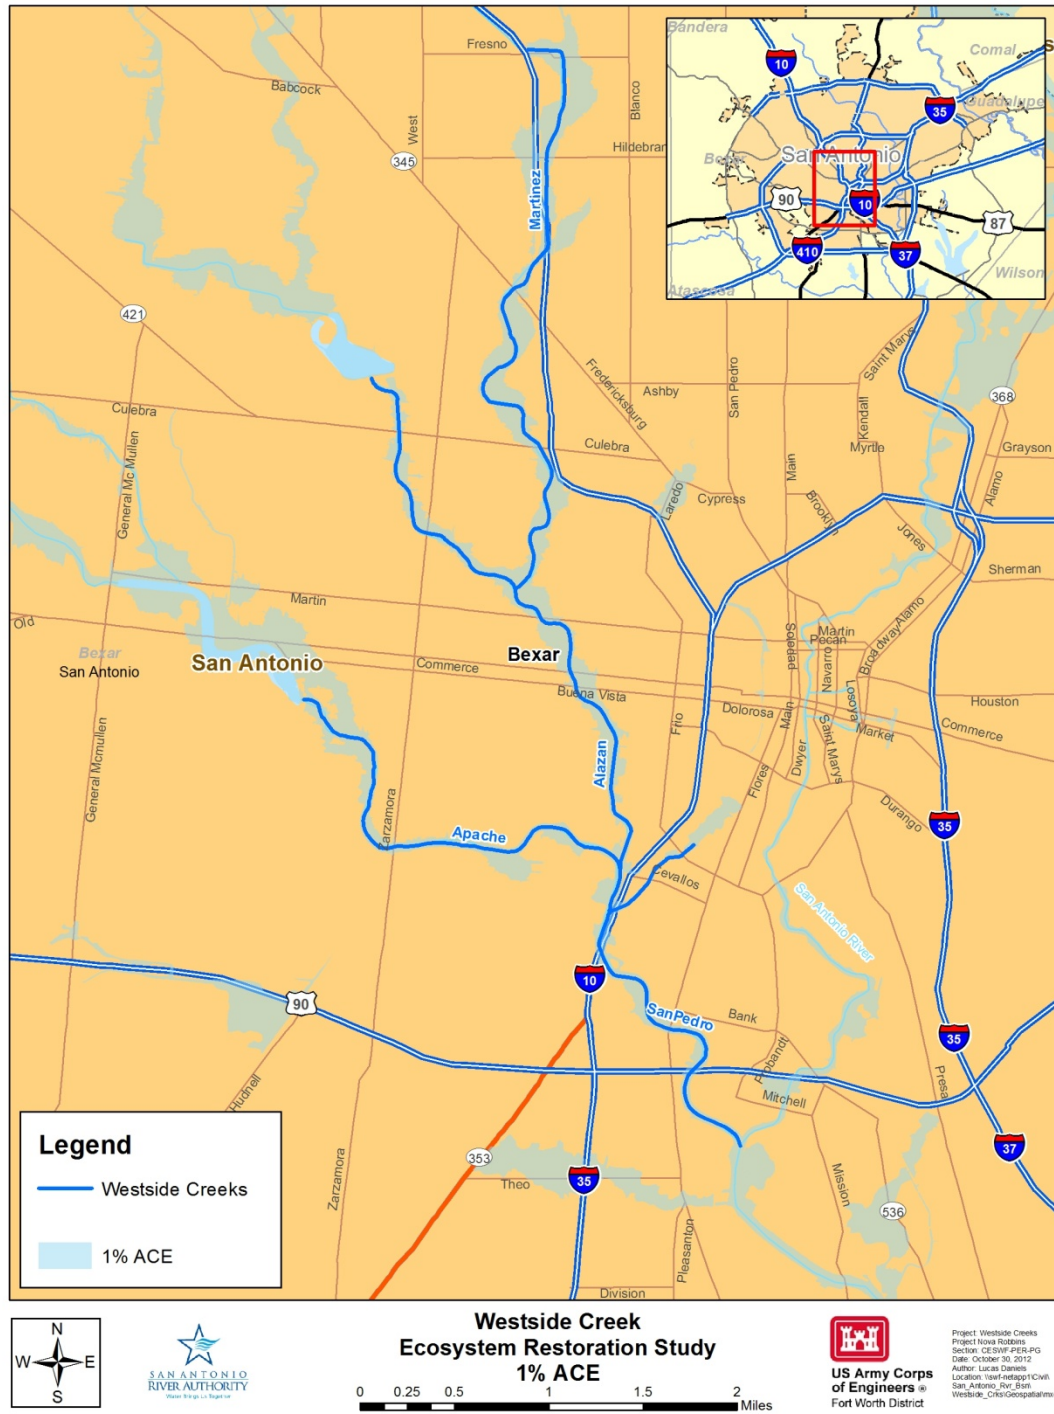 Fresno
Babcock
West
Blanco
345
Hildebran
Martinez
Bandera
Comal
10
35
Guadalupe
Bexar
San Antonio
90
10
87
410
37
Wilson
Atascosa
421
Culebra
General Mc Mullen
Fredericksburg
Ashby
San Pedro
Saint Marys
Kendall
368
Culebra
Myrtle
Grayson
Main
Laredo
Cypress
Brooklyn
Alamo
Jones
Sherman
Martin
Old
Bexar
San Antonio
San Antonio
Commerce
Bexar
Buena Vista
Soledad
Martin
Pecan
Navarro
Broadway
Alamo
Losoya
Houston
Frio
Dolorosa
Main
Market
Commerce
Dwyer
Saint Marys
General Mcmullen
Alazan
Flores
Durango
35
Zarzamora
Apache
Cevallos
San Antonio River
10
90
SanPedro
Bank
Probandt
Mitchell
35
Presa
Hudnell
37
353
Theo
35
Zarzamora
Pleasanton
Mission
536
Division
Legend
Westside Creeks
1% ACE
N
W E
S
SAN ANTONIO
RIVER AUTHORITY
Westside Creek
Ecosystem Restoration Study
1% ACE
0 0.25 0.5 1 1.5 2
Miles
US Army Corps
of Engineers ®
Fort Worth District
Project: Westside Creeks
Project Nova Robbins
Section: CESWF-PER-PG
Date: October 30, 2012
Author: Lucas Daniels